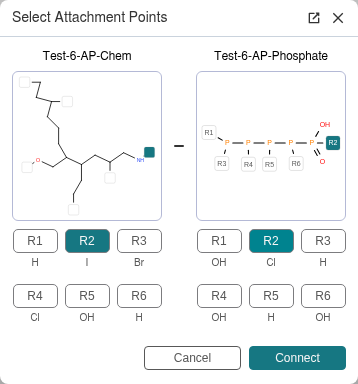 Select Attachment Points
Test-6-AP-Chem
Test-6-AP-Phosphate
O
NH
R1
P
P
P
P
P
OH
R2
O
R3
R4
R5
R6
R1
R2
R3
H
I
Br
R4
R5
R6
Cl
OH
H
R1
R2
R3
OH
Cl
H
R4
R5
R6
OH
H
OH
Cancel
Connect